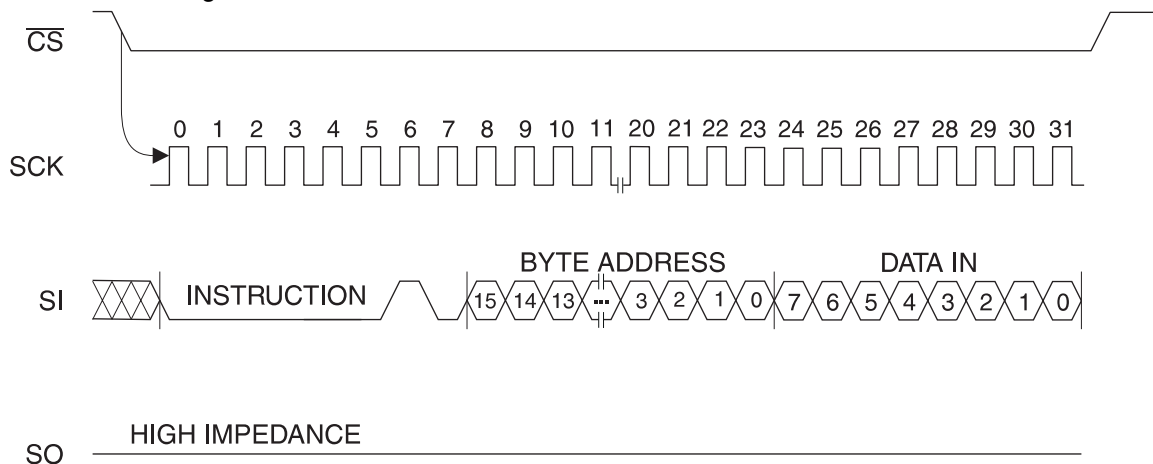 CS
0 1 2 3 4 5 6 7 8 9 10 11 20 21 22 23 24 25 26 27 28 29 30 31
SCK
BYTE ADDRESS DATA IN
SI INSTRUCTION 15 14 13 ... 3 2 1 0 7 6 5 4 3 2 1 0
HIGH IMPEDANCE
SO